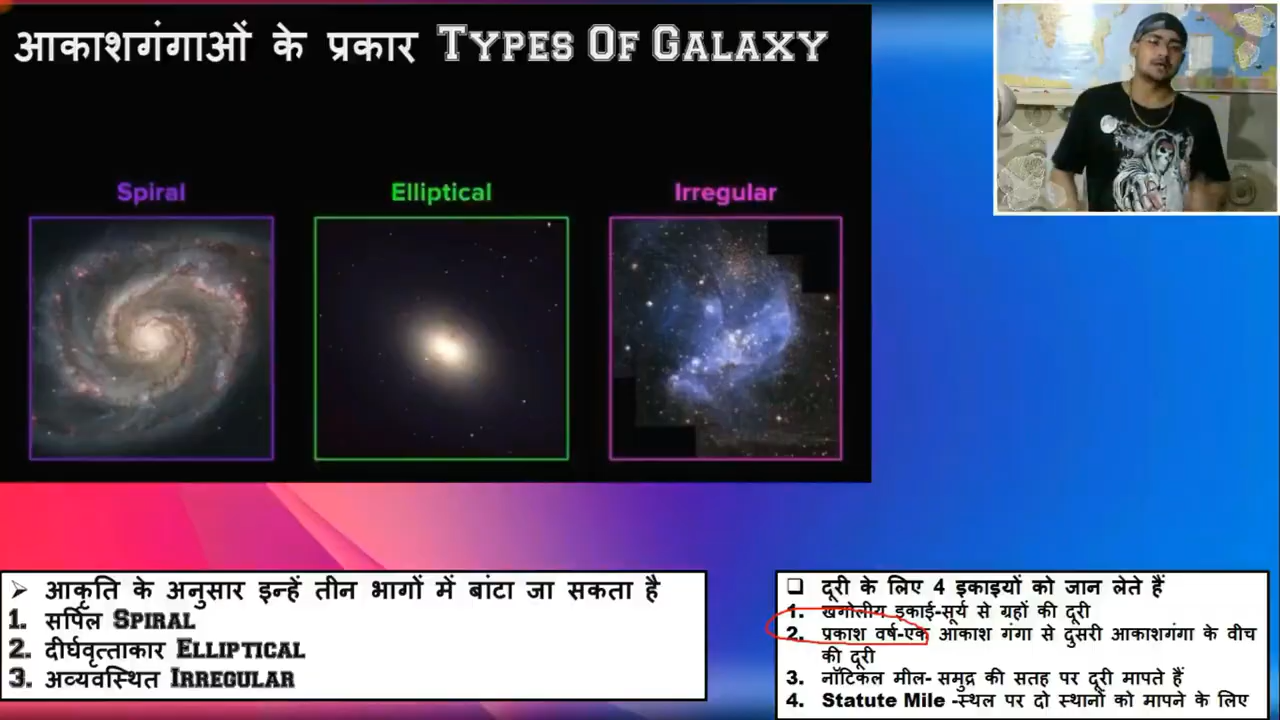 आकाशगंगाओं के प्रकार TYPES OF GALAXY
Spiral
Elliptical
Irregular
➢ आकृति के अनुसार इन्हें तीन भागों में बांटा जा सकता है
1. सर्पिल SPIRAL
2. दीर्घवृत्ताकार ELLIPTICAL
3. अव्यवस्थित IRREGULAR
❑ दूरी के लिए 4 इकाइयों को जान लेते हैं
1. खगोलीय इकाई-सूर्य से ग्रहों की दूरी
2. प्रकाश वर्ष-एक आकाश गंगा से दुसरी आकाशगंगा के वीच
की दूरी
3. नॉटिकल मील- समुद्र की सतह पर दूरी मापते हैं
4. Statute Mile -स्थल पर दो स्थानों को मापने के लिए